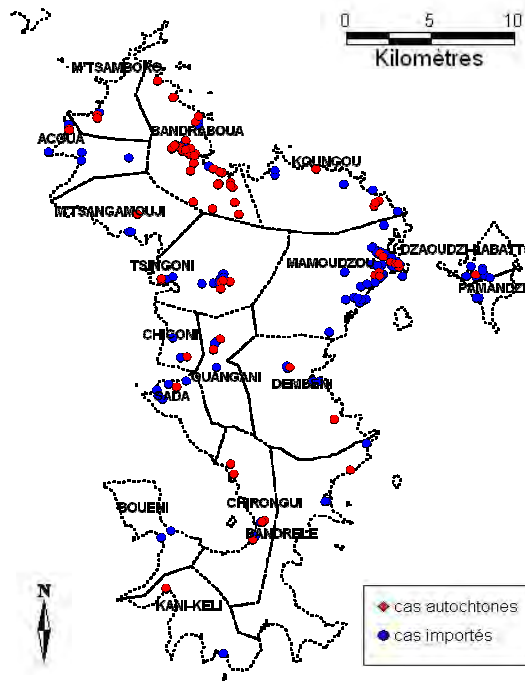 0 5 10
Kilomètres
M'TSAMBORO
BANDRABOUA
ACOUA
KOUNGOU
M'TSANGAMOUJI
DZAOUDZI-LABATTOIR
MAMOUDZOU
TSINGONI
PAMANDZI
CHICONI
OUANGANI
DEMBENI
SADA
CHIRONGUI
BOUENI
BANDRELE
N
KANI-KELI
cas autochtones
cas importés